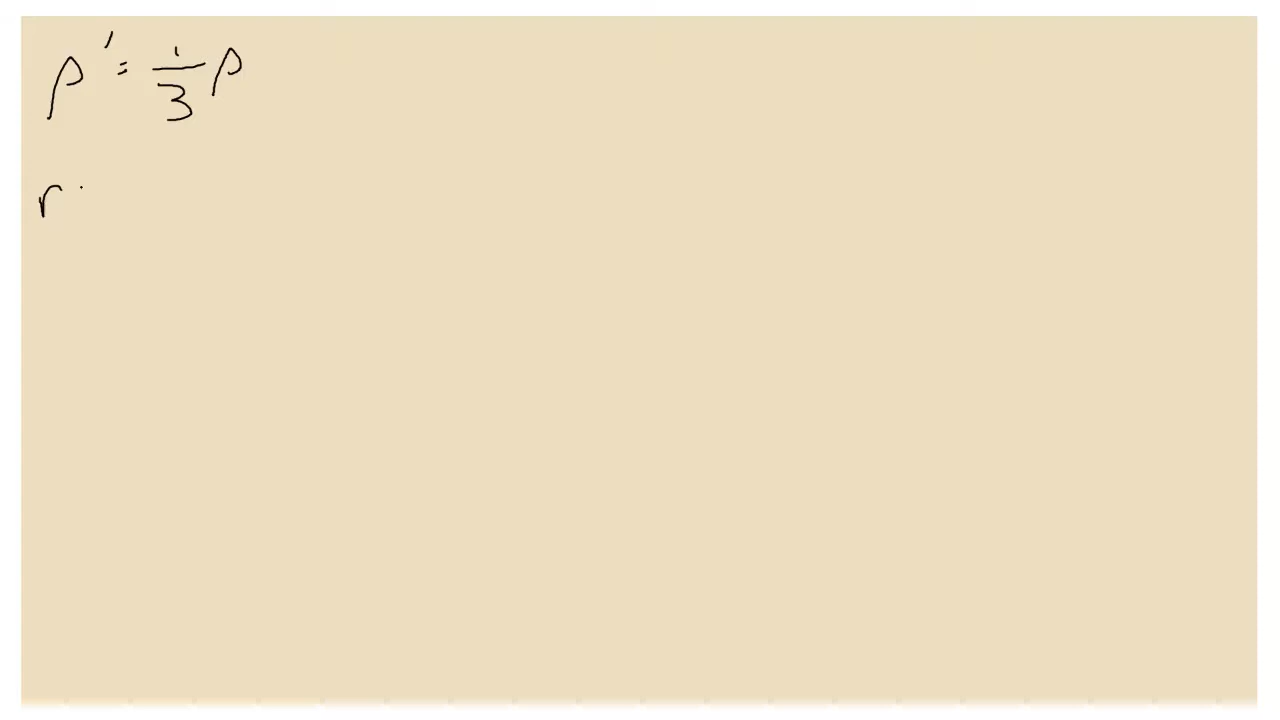 ρ' = 1/3 ρ
r